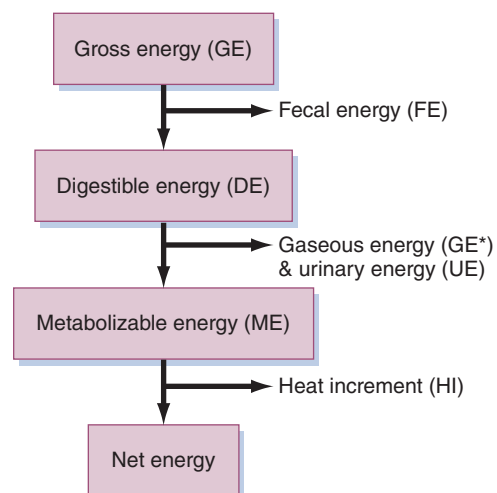 Gross energy (GE)
Fecal energy (FE)
Digestible energy (DE)
Gaseous energy (GE*)
& urinary energy (UE)
Metabolizable energy (ME)
Heat increment (HI)
Net energy